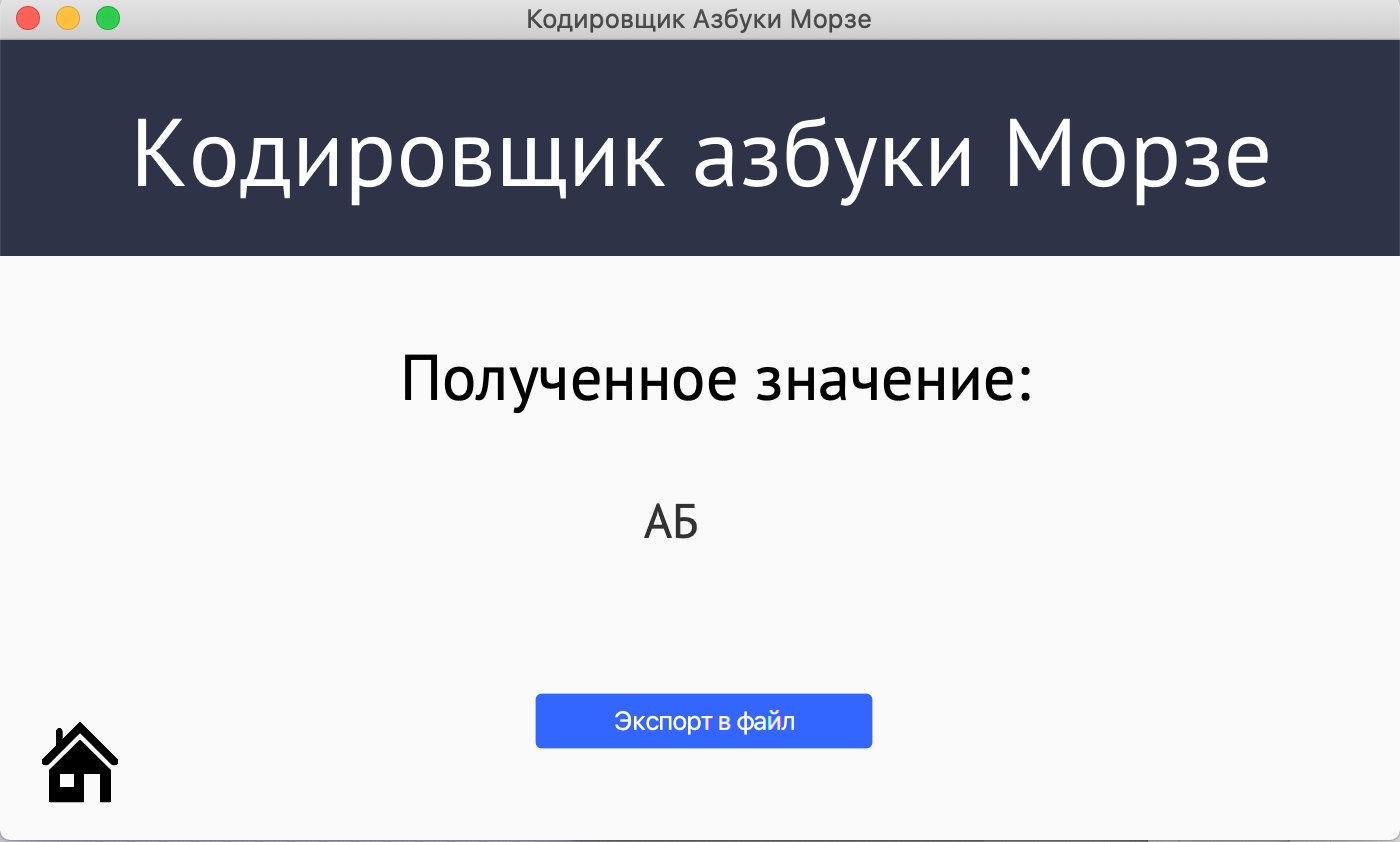 Кодировщик Азбуки Морзе
Кодировщик азбуки Морзе
Полученное значение:
АБ
Экспорт в файл